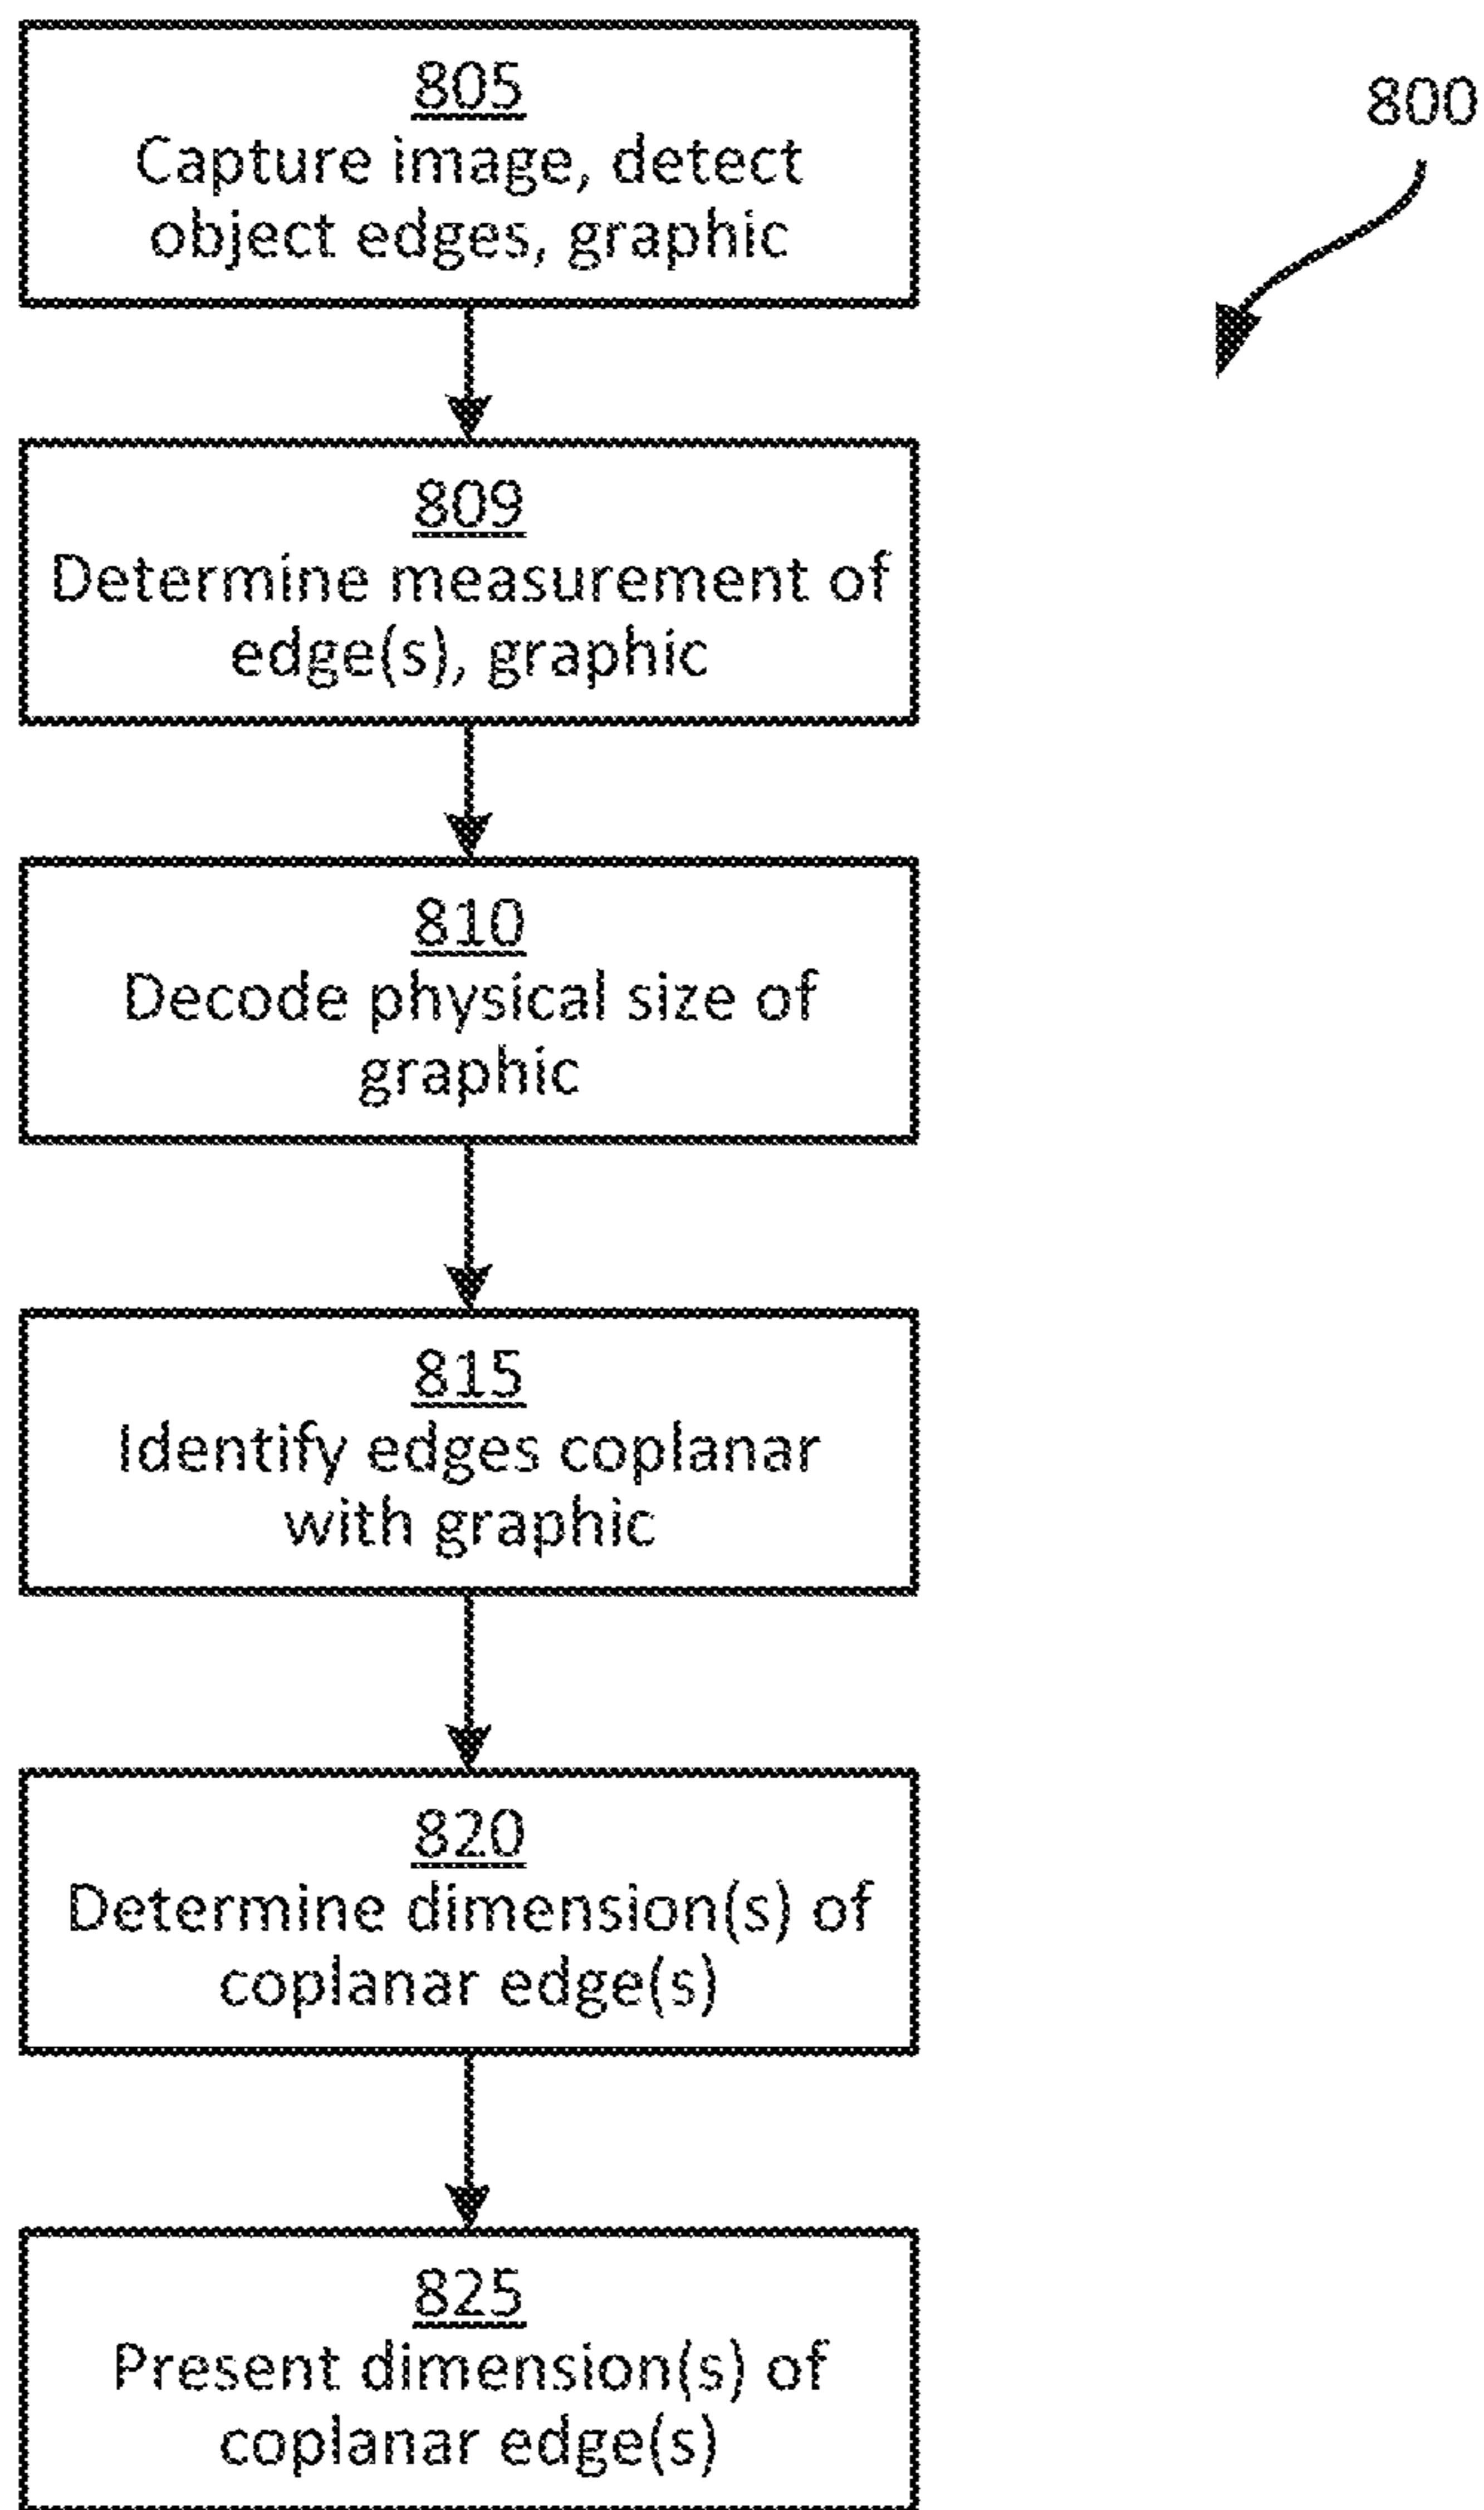 805
Capture image, detect
object edges, graphic
800
809
Determine measurement of
edge(s), graphic
810
Decode physical size of
graphic
815
Identify edges coplanar
with graphic
820
Determine dimension(s) of
coplanar edge(s)
825
Present dimension(s) of
coplanar edge(s)